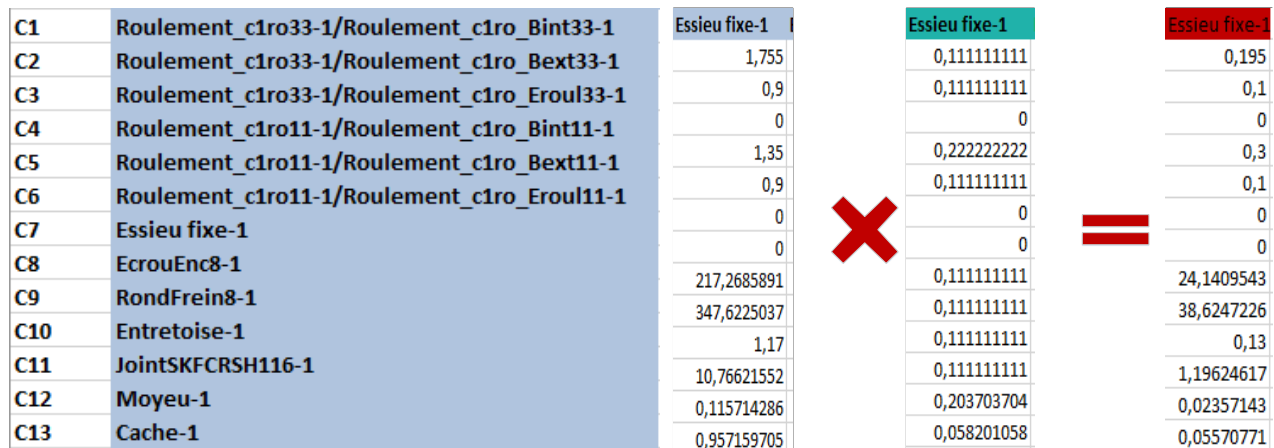 C1 Roulement_c1ro33-1/Roulement_c1ro_Bint33-1
C2 Roulement_c1ro33-1/Roulement_c1ro_Bext33-1
C3 Roulement_c1ro33-1/Roulement_c1ro_Eroul33-1
C4 Roulement_c1ro11-1/Roulement_c1ro_Bint11-1
C5 Roulement_c1ro11-1/Roulement_c1ro_Bext11-1
C6 Roulement_c1ro11-1/Roulement_c1ro_Eroul11-1
C7 Essieu fixe-1
C8 EcrouEnc8-1
C9 RondFrein8-1
C10 Entretoise-1
C11 JointSKFCRSH116-1
C12 Moyeu-1
C13 Cache-1
Essieu fixe-1
1,755
0,9
0
1,35
0,9
0
0
217,2685891
347,6225037
1,17
10,76621552
0,115714286
0,957159705
Essieu fixe-1
0,111111111
0,111111111
0
0,222222222
0,111111111
0
0
0,111111111
0,111111111
0,111111111
0,111111111
0,203703704
0,058201058
=
Essieu fixe-1
0,195
0,1
0
0,3
0,1
0
0
24,1409543
38,6247226
0,13
1,19624617
0,02357143
0,05570771